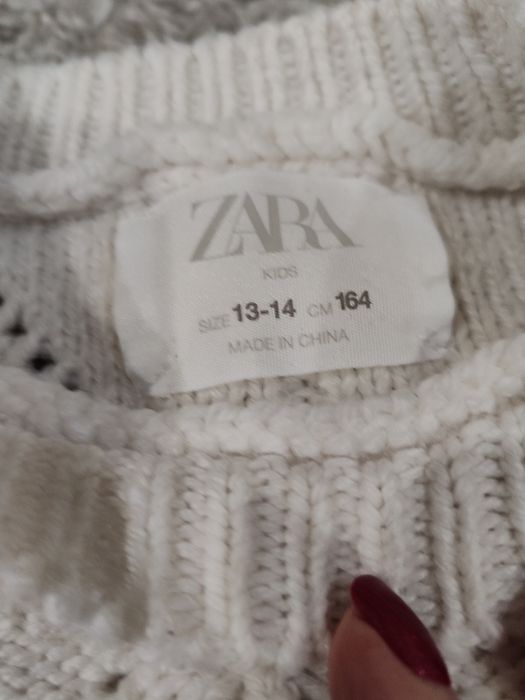 ZARA
KIDS
SIZE 13-14 CM 164
MADE IN CHINA